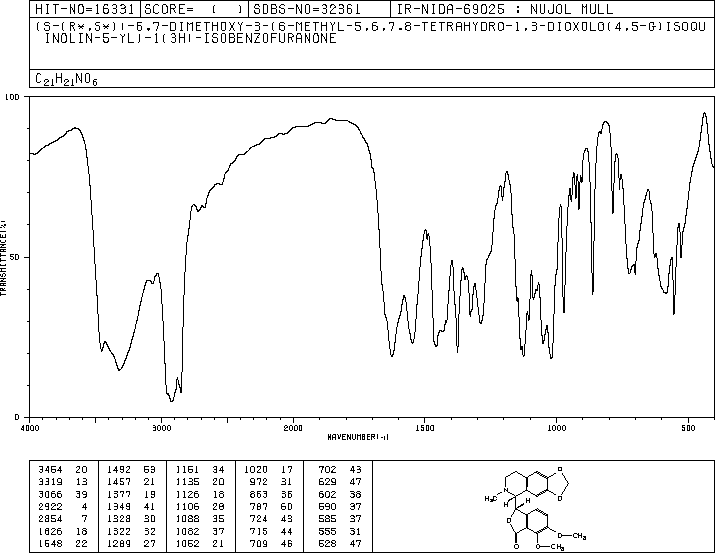 HIT-NO=16331 SCORE= ( ) SDBS-NO=32361 IR-NIDA-69025 : NUJOL MULL
(S-(R*,S*))-6,7-DIMETHOXY-3-(6-METHYL-5,6,7,8-TETRAHYDRO-1,3-DIOXOLO(4,5-G)ISOQU
INOLIN-5-YL)-1(3H)-ISOBENZOFURANONE
C21H21NO6
100
50
0
TRANSMITTANCE(%)
4000 3000 2000 1500 1000 500
WAVENUMBER(-1)
3464 20 1492 53 1161 34 1020 17 702 43
3319 13 1457 21 1135 20 972 31 629 47
3066 39 1377 19 1126 18 863 36 602 38
2922 4 1349 41 1106 28 787 60 590 37
2854 7 1328 30 1088 35 724 43 585 37
1626 18 1322 32 1082 37 715 44 555 31
1548 22 1289 27 1052 21 709 46 528 47
O
O
N
CH3
H
H
O
O
O-CH3
O-CH3